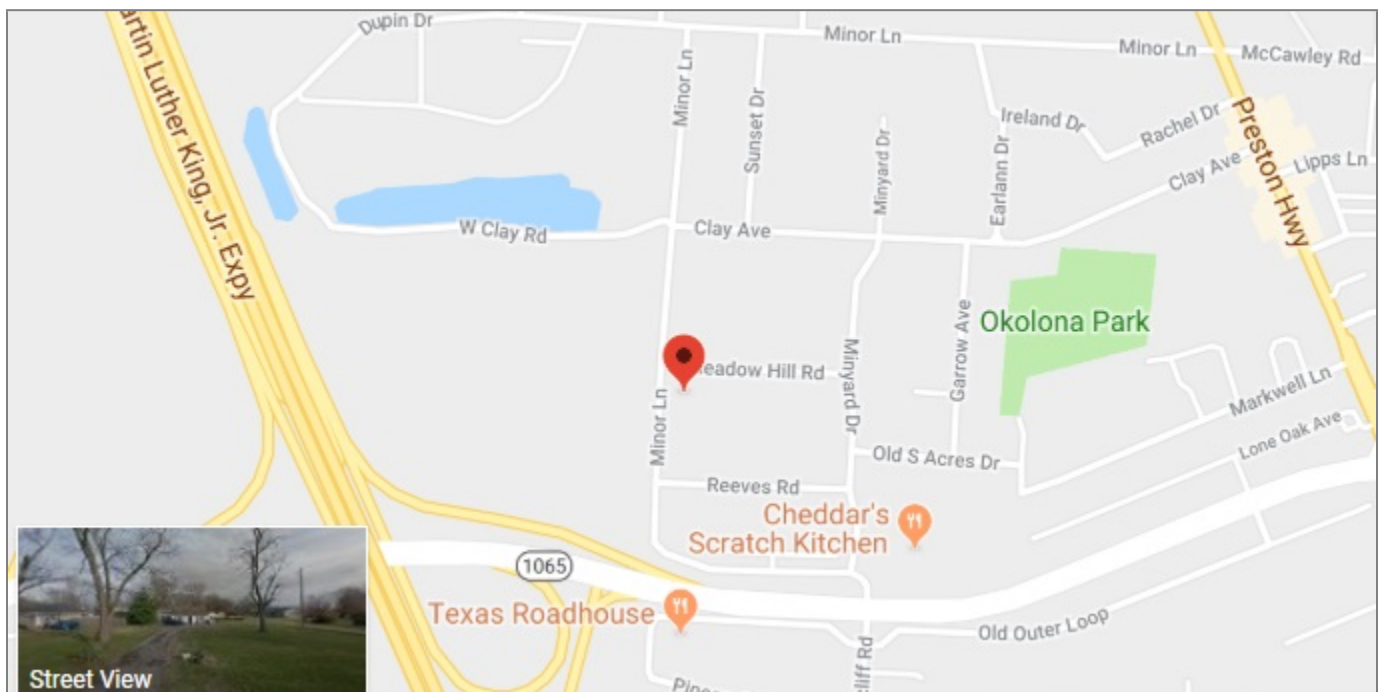 Dupin Dr
Minor Ln
Minor Ln
McCawley Rd
artin Luther King, Jr. Expy
Minor Ln
Sunset Dr
Minyard Dr
Ireland Dr
Rachel Dr
Preston Hwy
Earlann Dr
Clay Ave
Lipps Ln
W Clay Rd
Clay Ave
Okolona Park
Garrow Ave
Minyard Dr
eadow Hill Rd
Minor Ln
Markwell Ln
Lone Oak Ave
Old S Acres Dr
Reeves Rd
Cheddar's
Scratch Kitchen
1065
Texas Roadhouse
Old Outer Loop
cliff Rd
Street View